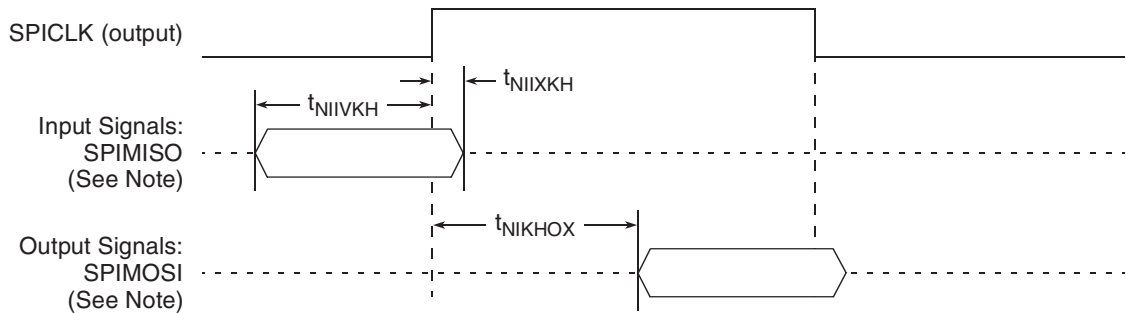 SPICLK (output)
tNIIXKH
tNIIVKH
Input Signals:
SPIMISO
(See Note)
tNIKHOX
Output Signals:
SPIMOSI
(See Note)